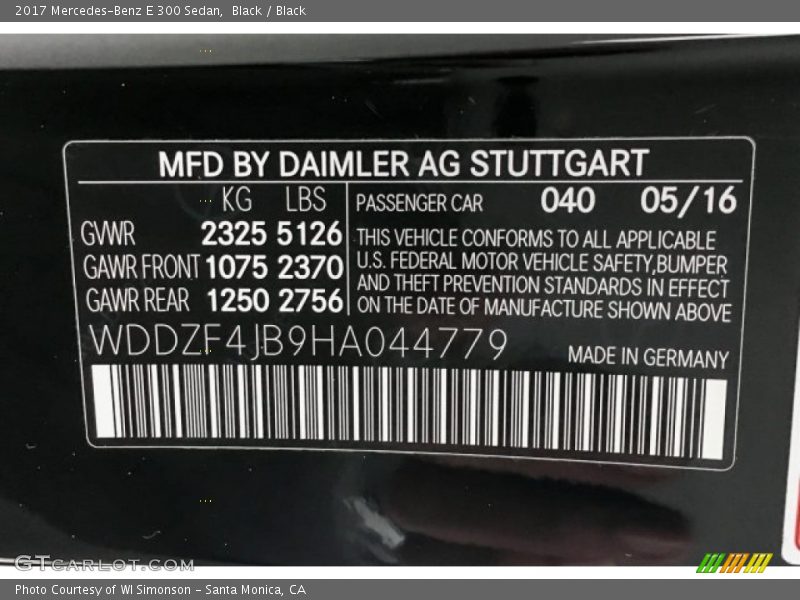 2017 Mercedes-Benz E 300 Sedan, Black / Black
MFD BY DAIMLER AG STUTTGART
KG LBS
GVWR 2325 5126
GAWR FRONT 1075 2370
GAWR REAR 1250 2756
PASSENGER CAR 040 05/16
THIS VEHICLE CONFORMS TO ALL APPLICABLE
U.S. FEDERAL MOTOR VEHICLE SAFETY,BUMPER
AND THEFT PREVENTION STANDARDS IN EFFECT
ON THE DATE OF MANUFACTURE SHOWN ABOVE
WDDZF4JB9HA044779
MADE IN GERMANY
GTCARLOT.COM
Photo Courtesy of WI Simonson - Santa Monica, CA